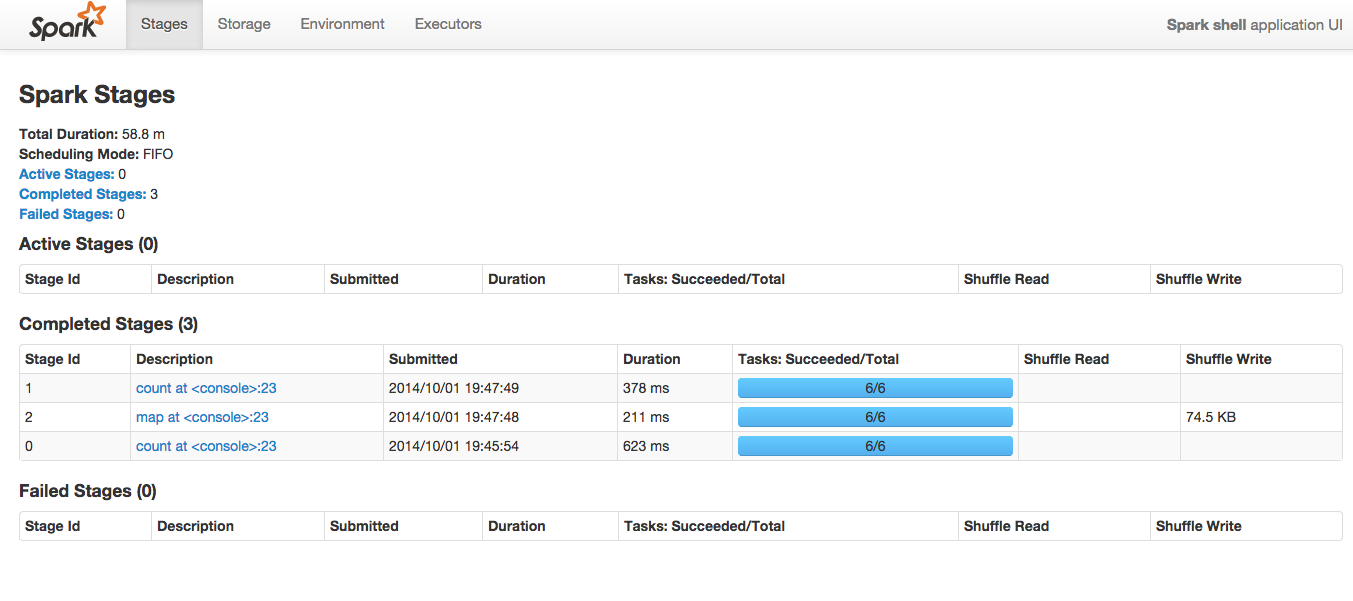 Spark Stages Storage Environment Executors Spark shell application UI
Spark Stages
Total Duration: 58.8 m
Scheduling Mode: FIFO
Active Stages: 0
Completed Stages: 3
Failed Stages: 0
Active Stages (0)
Stage Id Description Submitted Duration Tasks: Succeeded/Total Shuffle Read Shuffle Write
Completed Stages (3)
Stage Id Description Submitted Duration Tasks: Succeeded/Total Shuffle Read Shuffle Write
1 count at <console>:23 2014/10/01 19:47:49 378 ms 6/6
2 map at <console>:23 2014/10/01 19:47:48 211 ms 6/6 74.5 KB
0 count at <console>:23 2014/10/01 19:45:54 623 ms 6/6
Failed Stages (0)
Stage Id Description Submitted Duration Tasks: Succeeded/Total Shuffle Read Shuffle Write